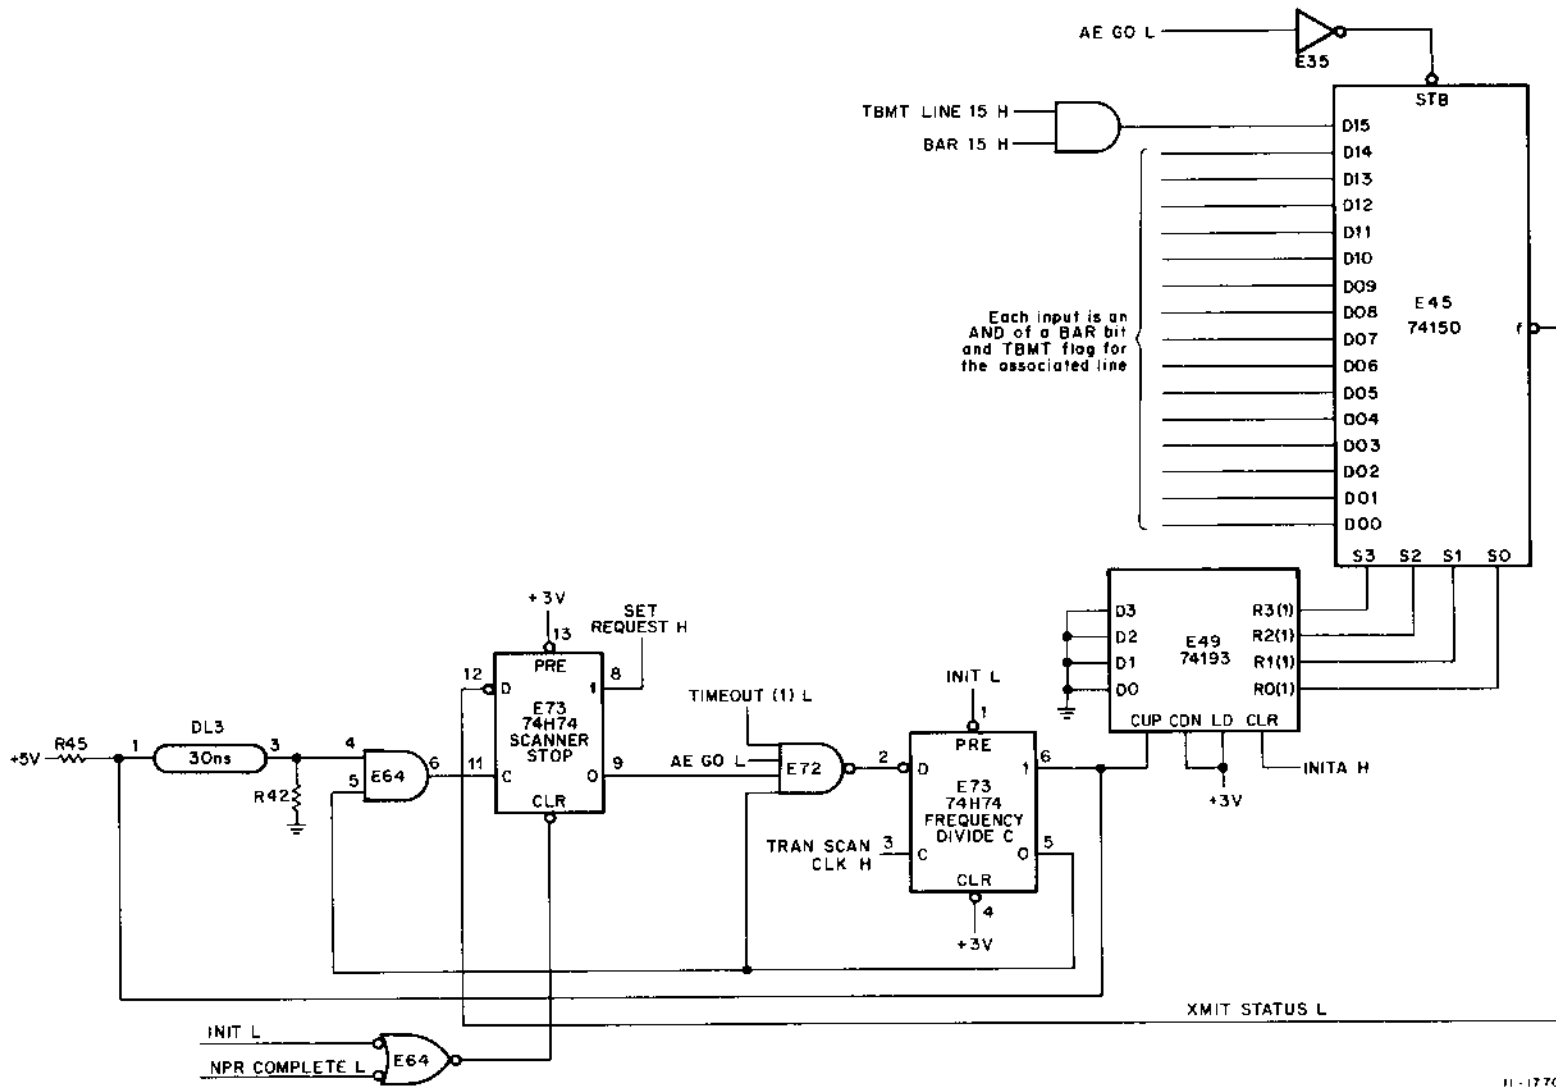 AE GO L
E35
STB
TBMT LINE 15 H
BAR 15 H
D15
D14
D13
D12
D11
D10
D09
D08
D07
D06
D05
D04
D03
D02
D01
D00
E45
74150
f
Each input is an
AND of a BAR bit
and TBMT flag for
the associated line
S3 S2 S1 S0
+3V
13
SET
REQUEST H
PRE
12
D
1
8
E73
74H74
SCANNER
STOP
11
C
0
9
CLR
+5V
R45
1
DL3
30ns
3
R42
4
5
E64
6
TIMEOUT (1) L
AE GO L
E72
2
INIT L
1
PRE
D
1
6
E73
74H74
FREQUENCY
DIVIDE C
TRAN SCAN
CLK H
3
C
0
5
CLR
4
+3V
D3
D2
D1
D0
E49
74193
R3(1)
R2(1)
R1(1)
R0(1)
CUP CDN LD CLR
+3V
INITA H
XMIT STATUS L
INIT L
NPR COMPLETE L
E64